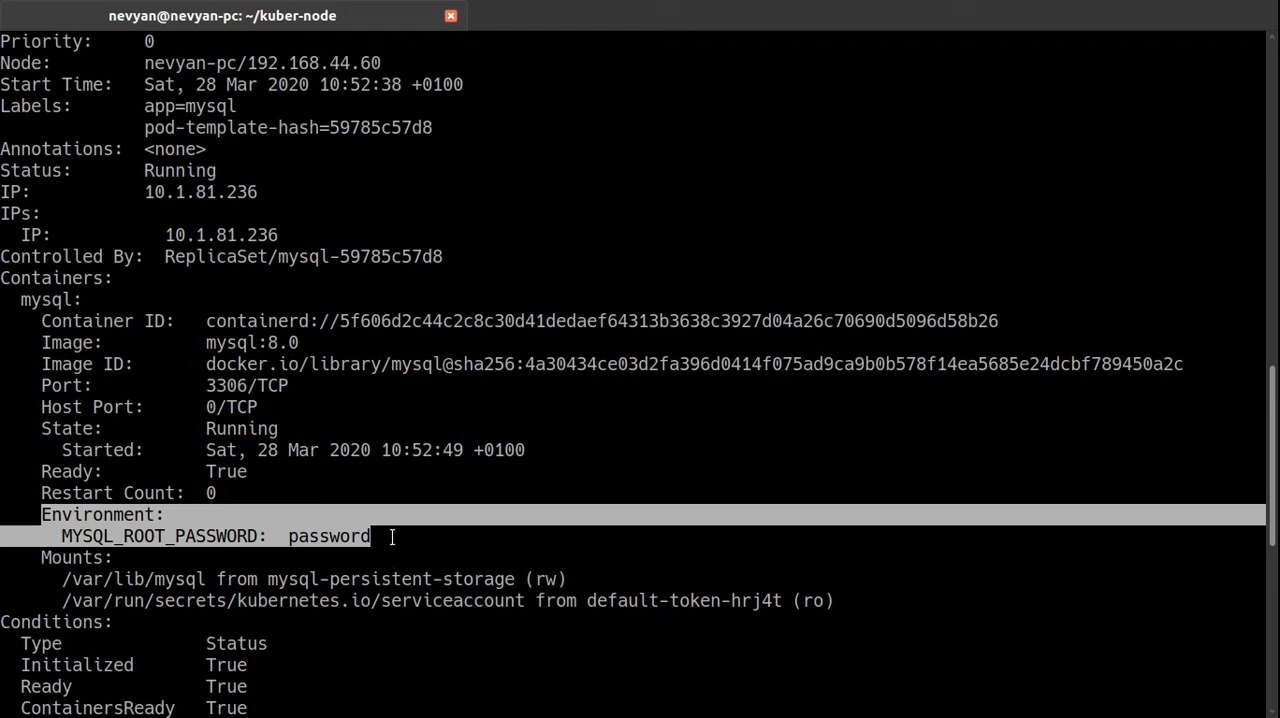 nevyan@nevyan-pc: ~/kuber-node
Priority: 0
Node: nevyan-pc/192.168.44.60
Start Time: Sat, 28 Mar 2020 10:52:38 +0100
Labels: app=mysql
pod-template-hash=59785c57d8
Annotations: <none>
Status: Running
IP: 10.1.81.236
IPs:
IP: 10.1.81.236
Controlled By: ReplicaSet/mysql-59785c57d8
Containers:
mysql:
Container ID: containerd://5f606d2c44c2c8c30d41dedaef64313b3638c3927d04a26c70690d5096d58b26
Image: mysql:8.0
Image ID: docker.io/library/mysql@sha256:4a30434ce03d2fa396d0414f075ad9ca9b0b578f14ea5685e24dcbf789450a2c
Port: 3306/TCP
Host Port: 0/TCP
State: Running
Started: Sat, 28 Mar 2020 10:52:49 +0100
Ready: True
Restart Count: 0
Environment:
MYSQL_ROOT_PASSWORD: password
Mounts:
/var/lib/mysql from mysql-persistent-storage (rw)
/var/run/secrets/kubernetes.io/serviceaccount from default-token-hrj4t (ro)
Conditions:
Type Status
Initialized True
Ready True
ContainersReady True